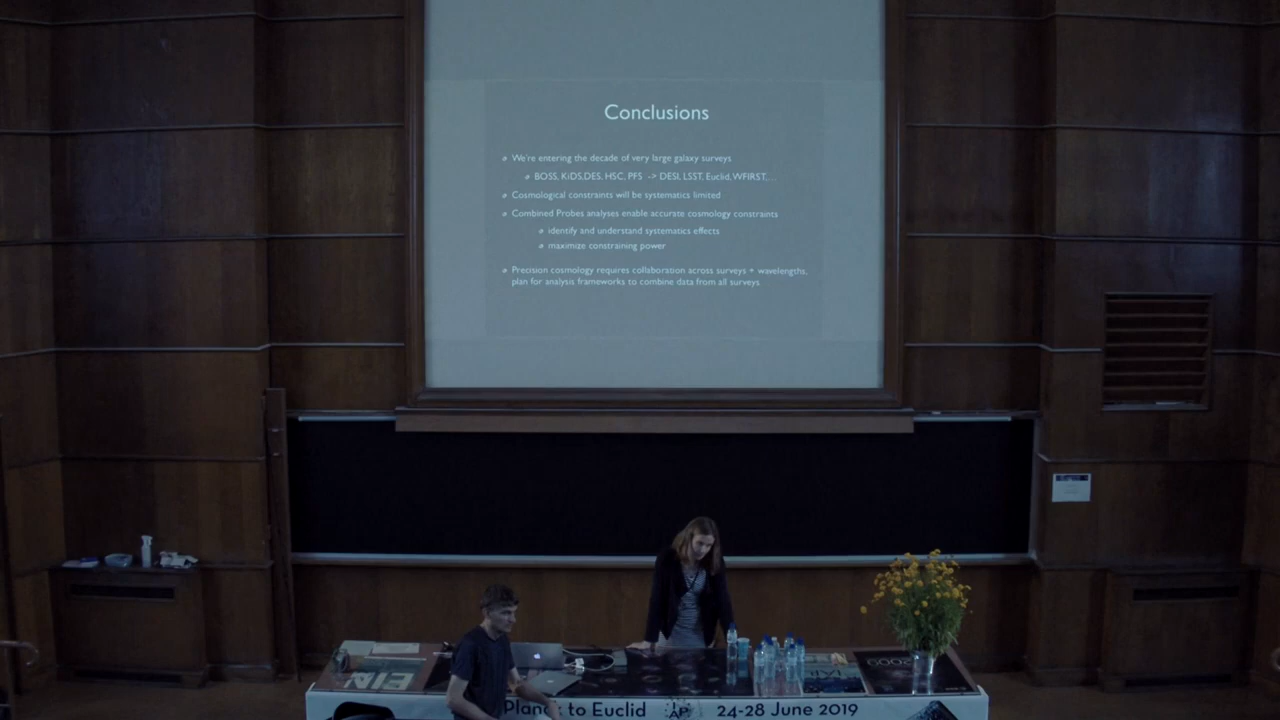 Conclusions
We're entering the decade of very large galaxy surveys
BOSS, KiDS,DES, HSC, PFS -> DESI, LSST, Euclid, WFIRST,...
Cosmological constraints will be systematics limited
Combined Probes analyses enable accurate cosmology constraints
identify and understand systematics effects
maximize constraining power
Precision cosmology requires collaboration across surveys + wavelengths,
plan for analysis frameworks to combine data from all surveys
to Euclid 24-28 June 2019